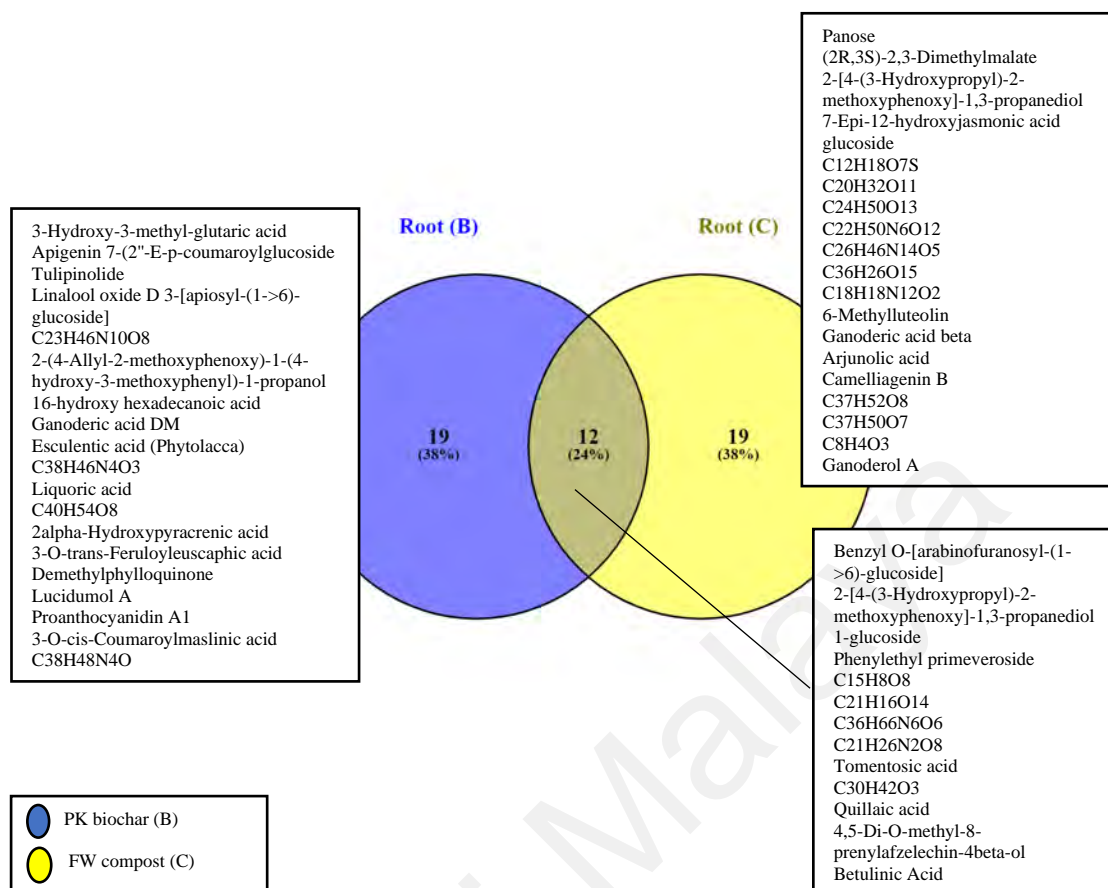 Panose
(2R,3S)-2,3-Dimethylmalate
2-[4-(3-Hydroxypropyl)-2-
methoxyphenoxy]-1,3-propanediol
7-Epi-12-hydroxyjasmonic acid
glucoside
C12H18O7S
C20H32O11
C24H50O13
C22H50N6O12
C26H46N14O5
C36H26O15
C18H18N12O2
6-Methylluteolin
Ganoderic acid beta
Arjunolic acid
Camelliagenin B
C37H52O8
C37H50O7
C8H4O3
Ganoderol A
3-Hydroxy-3-methyl-glutaric acid
Apigenin 7-(2"-E-p-coumaroylglucoside
Tulipinolide
Linalool oxide D 3-[apiosyl-(1->6)-
glucoside]
C23H46N10O8
2-(4-Allyl-2-methoxyphenoxy)-1-(4-
hydroxy-3-methoxyphenyl)-1-propanol
16-hydroxy hexadecanoic acid
Ganoderic acid DM
Esculentic acid (Phytolacca)
C38H46N4O3
Liquoric acid
C40H54O8
2alpha-Hydroxypyracrenic acid
3-O-trans-Feruloyleuscaphic acid
Demethylphylloquinone
Lucidumol A
Proanthocyanidin A1
3-O-cis-Coumaroylmaslinic acid
C38H48N4O
Root (B)
Root (C)
19
(38%)
12
(24%)
19
(38%)
Benzyl O-[arabinofuranosyl-(1-
>6)-glucoside]
2-[4-(3-Hydroxypropyl)-2-
methoxyphenoxy]-1,3-propanediol
1-glucoside
Phenylethyl primeveroside
C15H8O8
C21H16O14
C36H66N6O6
C21H26N2O8
Tomentosic acid
C30H42O3
Quillaic acid
4,5-Di-O-methyl-8-
prenylafzelechin-4beta-ol
Betulinic Acid
PK biochar (B)
FW compost (C)
Malaya